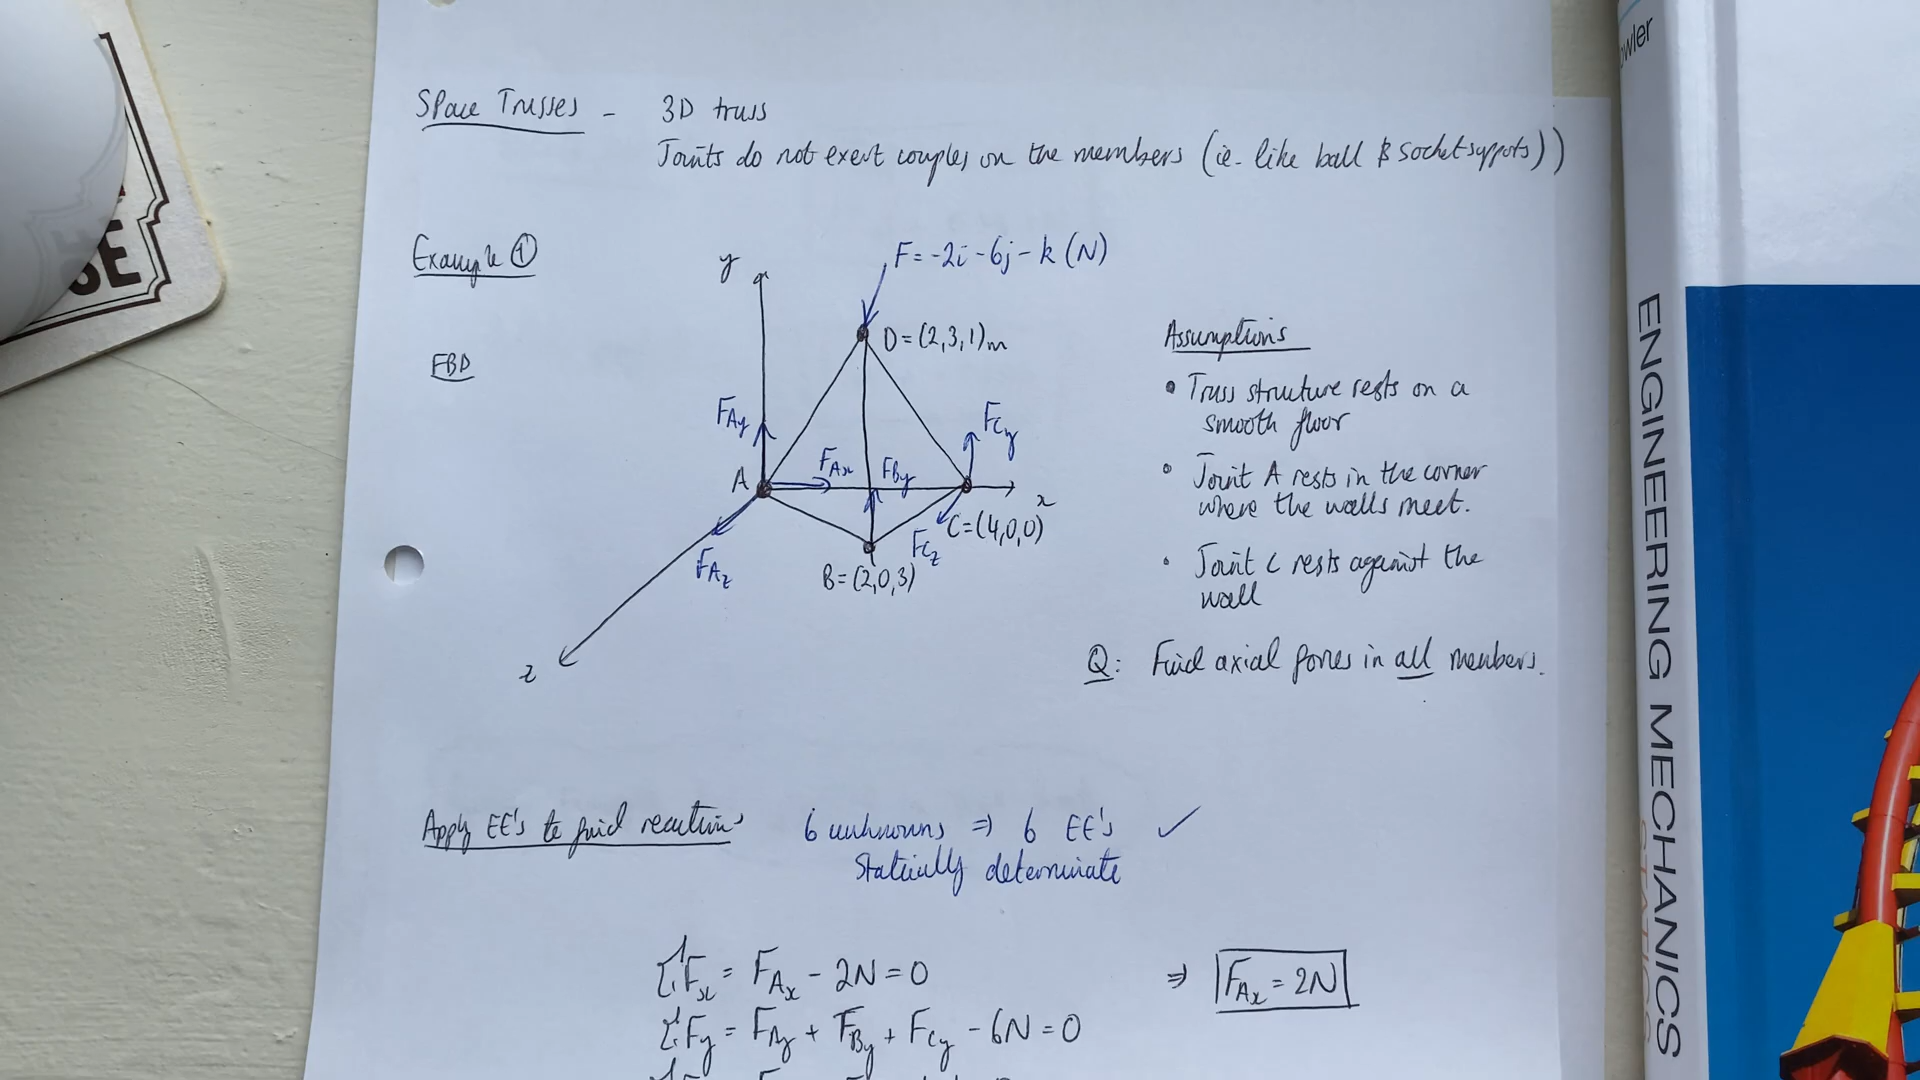 Space Trusses - 3D truss
Joints do not exert couples on the members (ie. like ball & socket supports))
Example ①
FBD
y
F = -2i - 6j - k (N)
D = (2,3,1)m
FAy
FCy
A
FAx
FBy
x
C = (4,0,0)
FCz
FAz
B = (2,0,3)
z
Assumptions
• Truss structure rests on a
smooth floor
• Joint A rests in the corner
where the walls meet.
• Joint C rests against the
wall
Q: Find axial forces in all members.
Apply EE's to find reactions 6 unknowns ⇒ 6 EE's ✓
Statically determinate
ΣFx = FAx - 2N = 0 ⇒ FAx = 2N
ΣFy = FAy + FBy + FCy - 6N = 0
SE
owler
ENGINEERING MECHANICS
STATICS